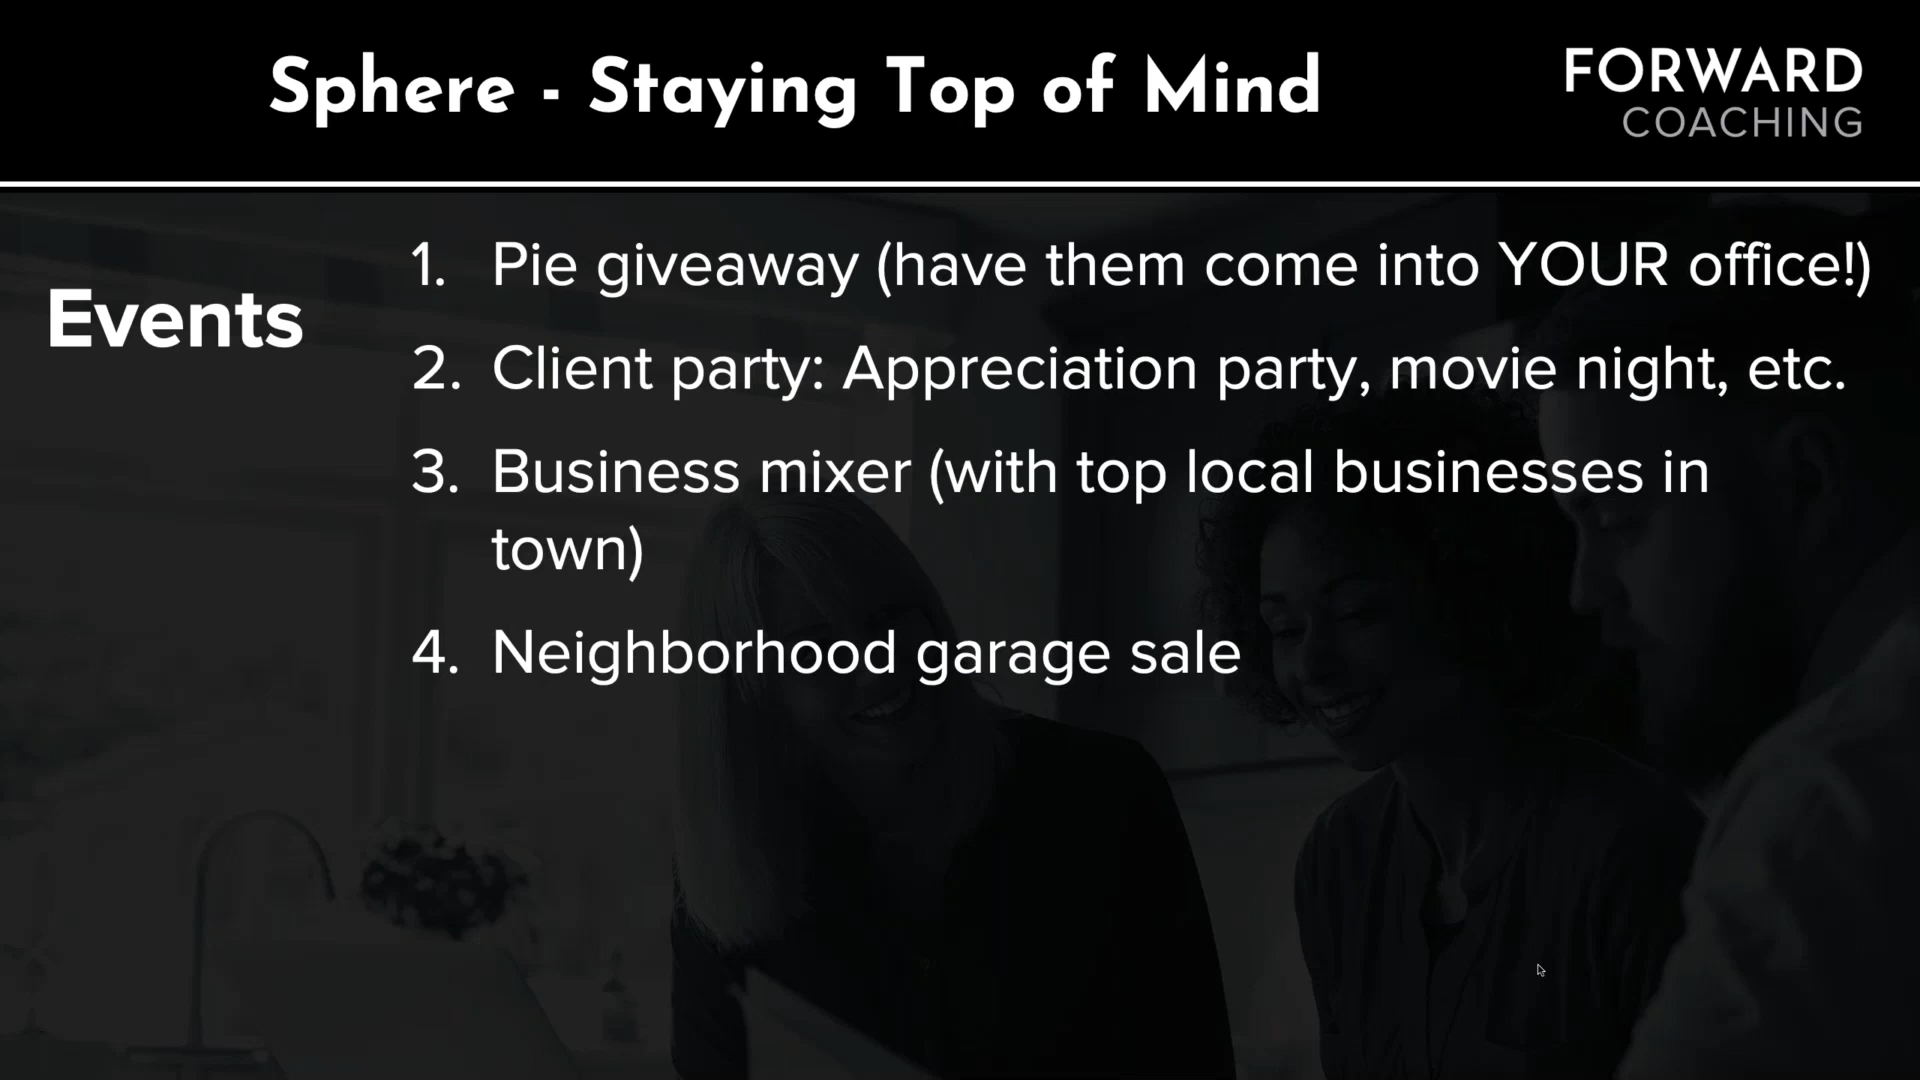 Sphere - Staying Top of Mind
FORWARD
COACHING
Events
1. Pie giveaway (have them come into YOUR office!)
2. Client party: Appreciation party, movie night, etc.
3. Business mixer (with top local businesses in
town)
4. Neighborhood garage sale